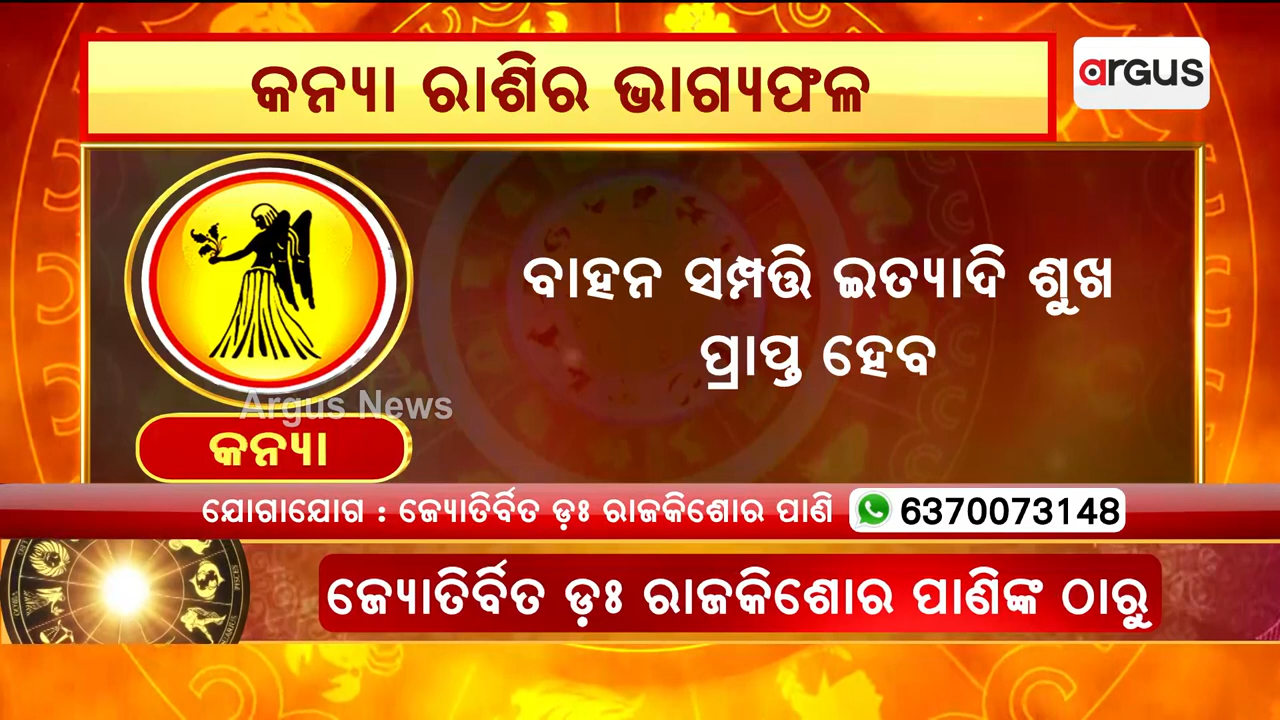 କନ୍ୟା ରାଶିର ଭାଗ୍ୟଫଳ
argus
ବାହନ ସମ୍ପତ୍ତି ଇତ୍ୟାଦି ଶୁଖ
ପ୍ରାପ୍ତ ହେବ
Argus News
କନ୍ୟା
ଯୋଗାଯୋଗ : ଜ୍ୟୋତିର୍ବିତ ଡ଼ଃ ରାଜକିଶୋର ପାଣି 6370073148
ଜ୍ୟୋତିର୍ବିତ ଡ଼ଃ ରାଜକିଶୋର ପାଣିଙ୍କ ଠାରୁ